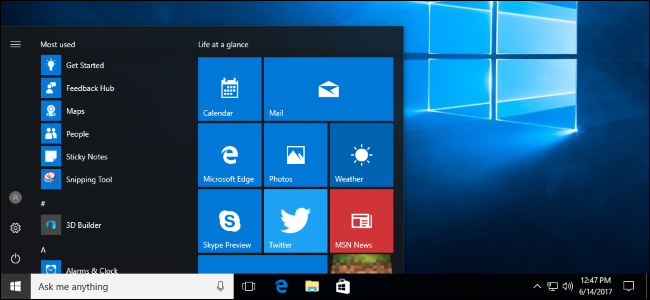 Most used
Get Started
Feedback Hub
Maps
People
Sticky Notes
Snipping Tool
#
3D Builder
A
Alarms & Clock
Life at a glance
Calendar
Mail
Microsoft Edge
Photos
Weather
Skype Preview
Twitter
MSN News
Ask me anything
12:47 PM
6/14/2017